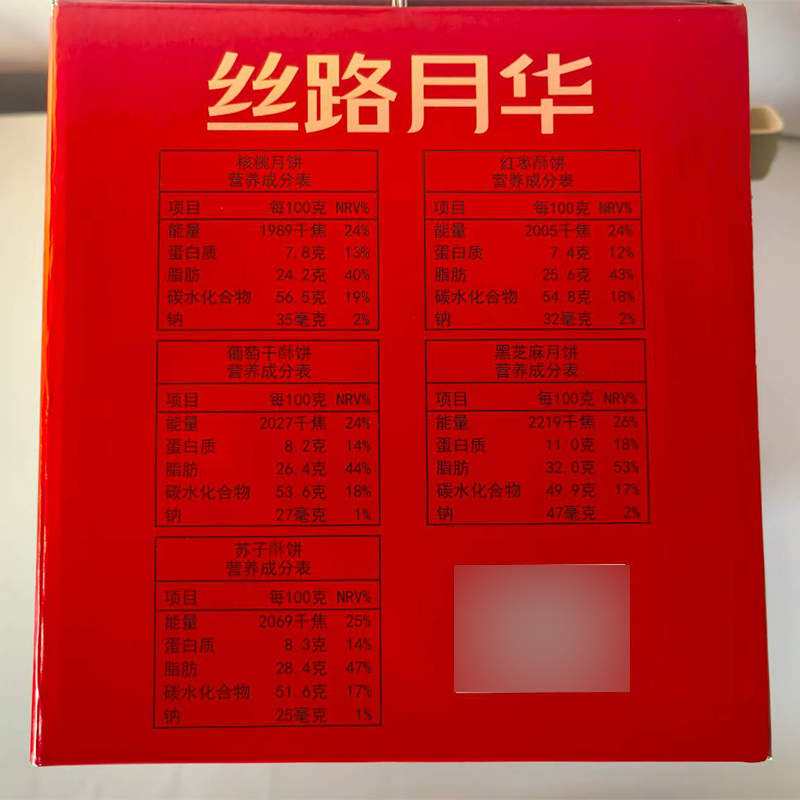 丝路月华
核桃月饼
营养成分表
项目 每100克 NRV%
能量 1989千焦 24%
蛋白质 7.8克 13%
脂肪 24.2克 40%
碳水化合物 56.5克 19%
钠 35毫克 2%
红枣酥饼
营养成分表
项目 每100克 NRV%
能量 2005千焦 24%
蛋白质 7.4克 12%
脂肪 25.6克 43%
碳水化合物 54.8克 18%
钠 32毫克 2%
葡萄干酥饼
营养成分表
项目 每100克 NRV%
能量 2027千焦 24%
蛋白质 8.2克 14%
脂肪 26.4克 44%
碳水化合物 53.6克 18%
钠 27毫克 1%
黑芝麻月饼
营养成分表
项目 每100克 NRV%
能量 2219千焦 26%
蛋白质 11.0克 18%
脂肪 32.0克 53%
碳水化合物 49.9克 17%
钠 47毫克 2%
苏子酥饼
营养成分表
项目 每100克 NRV%
能量 2069千焦 25%
蛋白质 8.3克 14%
脂肪 28.4克 47%
碳水化合物 51.6克 17%
钠 25毫克 1%